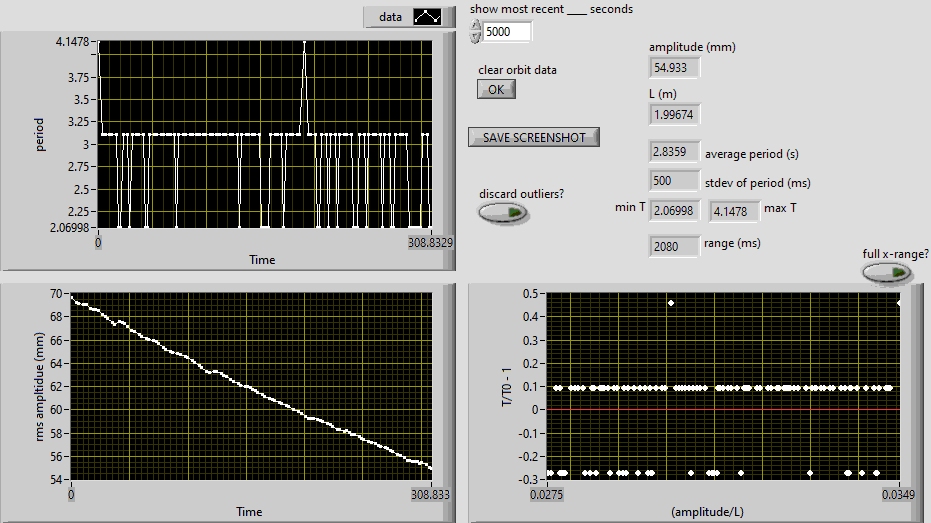 data
4.1478
3.75
3.5
3.25
3
2.75
2.5
2.25
2.06998
period
0
308.8329
Time
show most recent ____ seconds
5000
clear orbit data
OK
SAVE SCREENSHOT
discard outliers?
amplitude (mm)
54.933
L (m)
1.99674
2.8359 average period (s)
500 stdev of period (ms)
min T 2.06998 4.1478 max T
2080 range (ms)
full x-range?
70
68
66
64
62
60
58
56
54
rms ampltidue (mm)
0
308.833
Time
0.5
0.4
0.3
0.2
0.1
0
-0.1
-0.2
-0.3
T/T0 - 1
0.0275
0.0349
(amplitude/L)